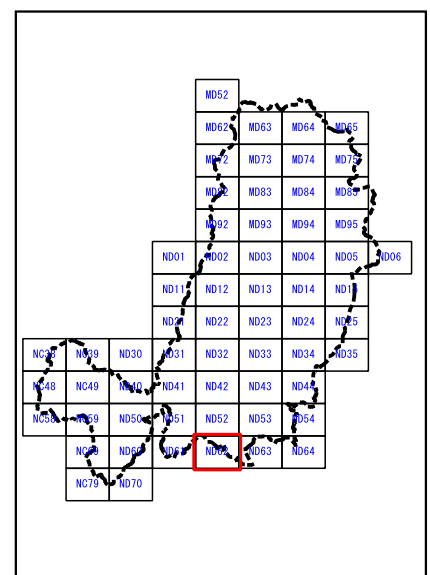 MD52
MD62 MD63 MD64 MD65
MD72 MD73 MD74 MD75
MD82 MD83 MD84 MD85
MD92 MD93 MD94 MD95
ND01 ND02 ND03 ND04 ND05 ND06
ND11 ND12 ND13 ND14 ND15
ND21 ND22 ND23 ND24 ND25
NC38 NC39 ND30 ND31 ND32 ND33 ND34 ND35
NC48 NC49 ND40 ND41 ND42 ND43 ND44
NC58 NC59 ND50 ND51 ND52 ND53 ND54
NC69 ND60 ND61 ND62 ND63 ND64
NC79 ND70